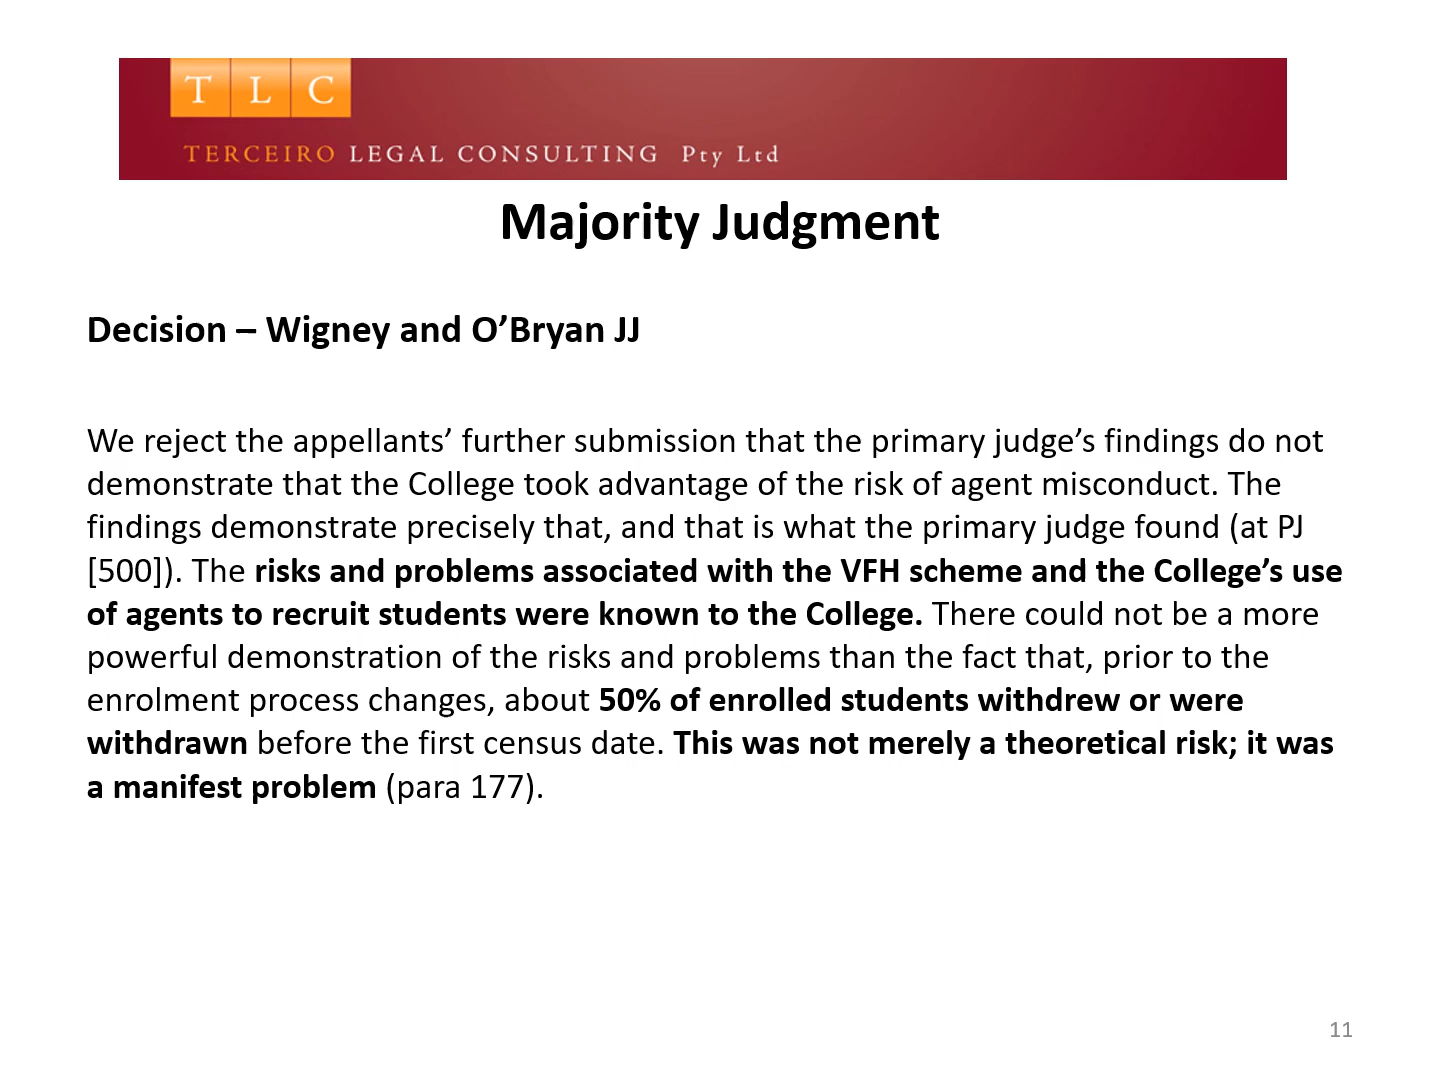 T L C
TERCEIRO LEGAL CONSULTING Pty Ltd
Majority Judgment
Decision – Wigney and O’Bryan JJ
We reject the appellants’ further submission that the primary judge’s findings do not
demonstrate that the College took advantage of the risk of agent misconduct. The
findings demonstrate precisely that, and that is what the primary judge found (at PJ
[500]). The risks and problems associated with the VFH scheme and the College’s use
of agents to recruit students were known to the College. There could not be a more
powerful demonstration of the risks and problems than the fact that, prior to the
enrolment process changes, about 50% of enrolled students withdrew or were
withdrawn before the first census date. This was not merely a theoretical risk; it was
a manifest problem (para 177).
11